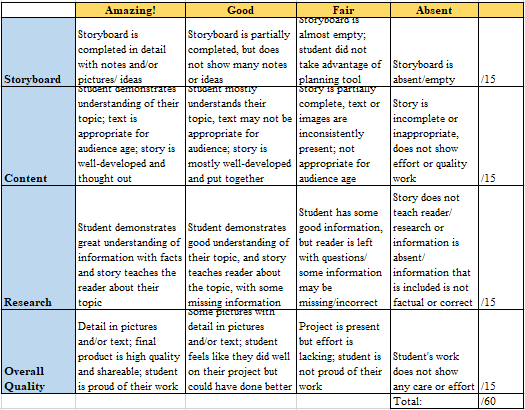 Amazing! Good Fair Absent
Storyboard
Storyboard is
completed in detail
with notes and/or
pictures/ ideas
Storyboard is partially
completed, but does
not show many notes
or ideas
Storyboard is
almost empty;
student did not
take advantage of
planning tool
Storyboard is
absent/empty
/15
Content
Student demonstrates
understanding of their
topic; text is
appropriate for
audience age; story is
well-developed and
thought out
Student mostly
understands their
topic, text may not be
appropriate for
audience; story is
mostly well-developed
and put together
Story is partially
complete, text or
images are
inconsistently
present; not
appropriate for
audience age
Story is
incomplete or
inappropriate,
does not show
effort or quality
work
/15
Research
Student demonstrates
great understanding of
information with facts
and story teaches the
reader about their
topic
Student demonstrates
good understanding of
their topic, and story
teaches reader about
the topic, with some
missing information
Student has some
good information,
but reader is left
with questions/
some information
may be
missing/incorrect
Story does not
teach reader/
research or
information is
absent/
information that
is included is not
factual or correct
/15
Overall
Quality
Detail in pictures
and/or text; final
product is high quality
and shareable; student
is proud of their work
Some pictures with
detail in pictures
and/or text; student
feels like they did well
on their project but
could have done better
Project is present
but effort is
lacking; student is
not proud of their
work
Student's work
does not show
any care or effort
/15
Total: /60